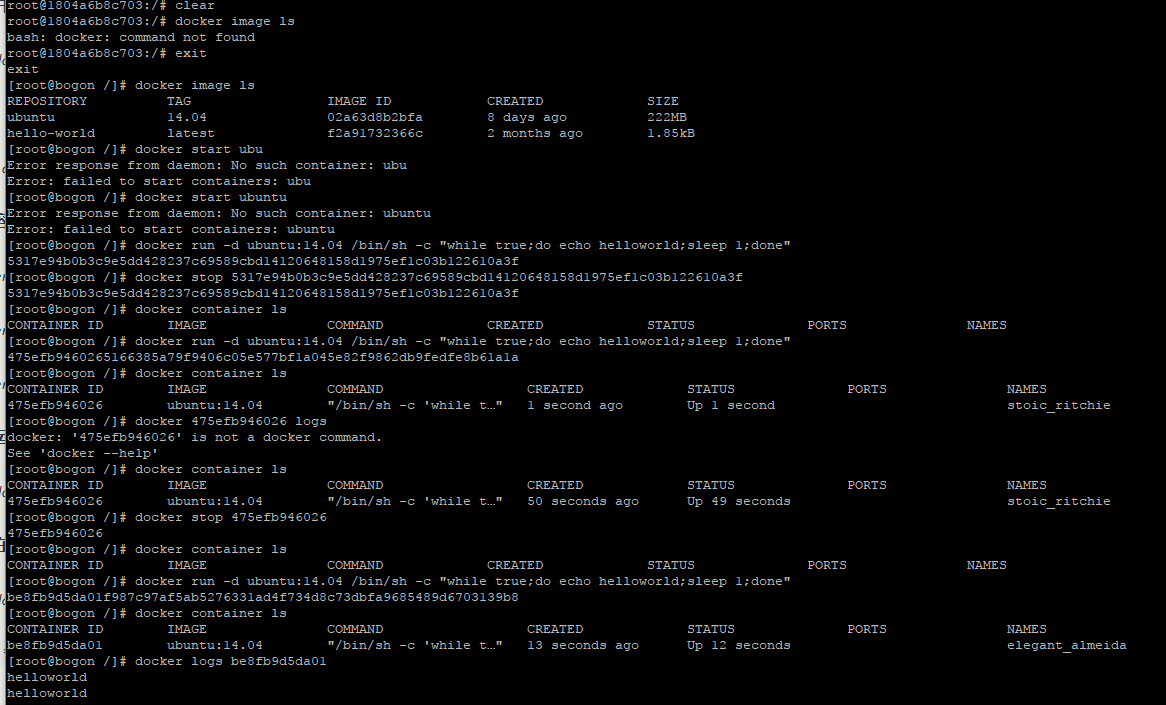 root@1804a6b8c703:/# clear
root@1804a6b8c703:/# docker image ls
bash: docker: command not found
root@1804a6b8c703:/# exit
exit
[root@bogon /]# docker image ls
REPOSITORY TAG IMAGE ID CREATED SIZE
ubuntu 14.04 02a63d8b2bfa 8 days ago 222MB
hello-world latest f2a91732366c 2 months ago 1.85kB
[root@bogon /]# docker start ubu
Error response from daemon: No such container: ubu
Error: failed to start containers: ubu
[root@bogon /]# docker start ubuntu
Error response from daemon: No such container: ubuntu
Error: failed to start containers: ubuntu
[root@bogon /]# docker run -d ubuntu:14.04 /bin/sh -c "while true;do echo helloworld;sleep 1;done"
5317e94b0b3c9e5dd428237c69589cbd14120648158d1975ef1c03b122610a3f
[root@bogon /]# docker stop 5317e94b0b3c9e5dd428237c69589cbd14120648158d1975ef1c03b122610a3f
5317e94b0b3c9e5dd428237c69589cbd14120648158d1975ef1c03b122610a3f
[root@bogon /]# docker container ls
CONTAINER ID IMAGE COMMAND CREATED STATUS PORTS NAMES
[root@bogon /]# docker run -d ubuntu:14.04 /bin/sh -c "while true;do echo helloworld;sleep 1;done"
475efb9460265166385a79f9406c05e577bf1a045e82f9862db9fedfe8b61a1a
[root@bogon /]# docker container ls
CONTAINER ID IMAGE COMMAND CREATED STATUS PORTS NAMES
475efb946026 ubuntu:14.04 "/bin/sh -c 'while t…" 1 second ago Up 1 second stoic_ritchie
[root@bogon /]# docker 475efb946026 logs
docker: '475efb946026' is not a docker command.
See 'docker --help'
[root@bogon /]# docker container ls
CONTAINER ID IMAGE COMMAND CREATED STATUS PORTS NAMES
475efb946026 ubuntu:14.04 "/bin/sh -c 'while t…" 50 seconds ago Up 49 seconds stoic_ritchie
[root@bogon /]# docker stop 475efb946026
475efb946026
[root@bogon /]# docker container ls
CONTAINER ID IMAGE COMMAND CREATED STATUS PORTS NAMES
[root@bogon /]# docker run -d ubuntu:14.04 /bin/sh -c "while true;do echo helloworld;sleep 1;done"
be8fb9d5da01f987c97af5ab5276331ad4f734d8c73dbfa9685489d6703139b8
[root@bogon /]# docker container ls
CONTAINER ID IMAGE COMMAND CREATED STATUS PORTS NAMES
be8fb9d5da01 ubuntu:14.04 "/bin/sh -c 'while t…" 13 seconds ago Up 12 seconds elegant_almeida
[root@bogon /]# docker logs be8fb9d5da01
helloworld
helloworld